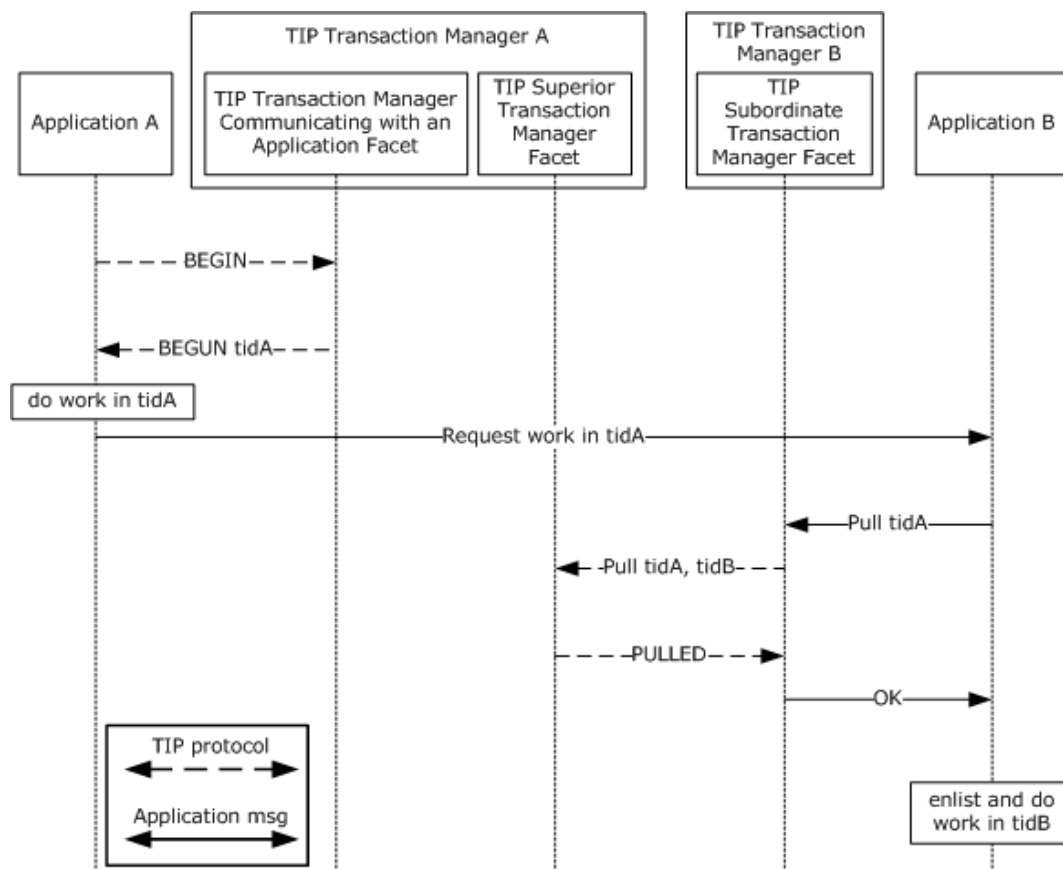 TIP Transaction Manager A
TIP Transaction
Manager B
Application A
TIP Transaction Manager
Communicating with an
Application Facet
TIP Superior
Transaction
Manager
Facet
TIP
Subordinate
Transaction
Manager Facet
Application B
BEGIN
BEGUN tidA
do work in tidA
Request work in tidA
Pull tidA
Pull tidA, tidB
PULLED
OK
TIP protocol
Application msg
enlist and do
work in tidB